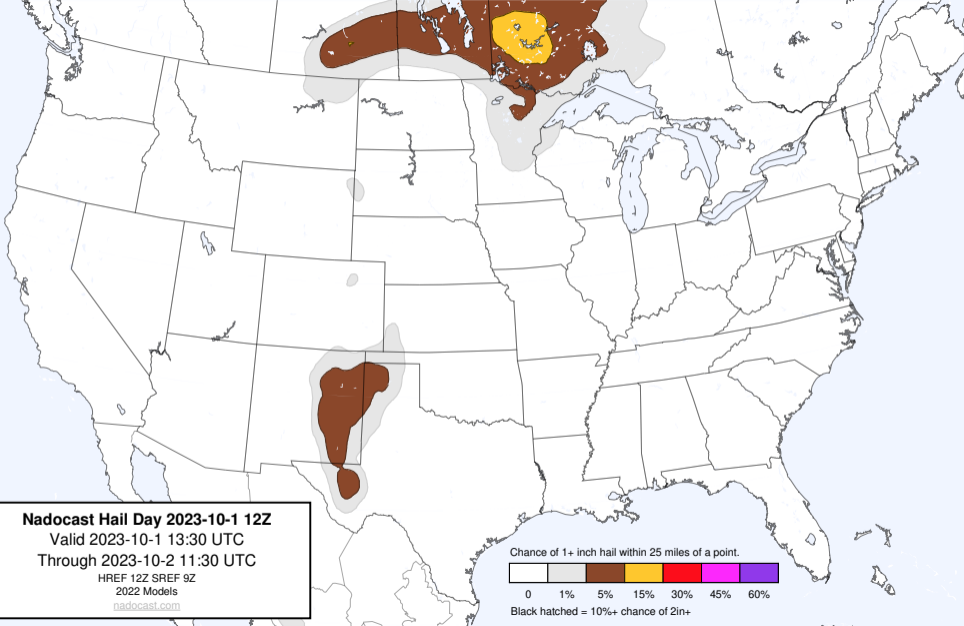 Nadocast Hail Day 2023-10-1 12Z
Valid 2023-10-1 13:30 UTC
Through 2023-10-2 11:30 UTC
HREF 12Z SREF 9Z
2022 Models
nadocast.com
Chance of 1+ inch hail within 25 miles of a point.
0 1% 5% 15% 30% 45% 60%
Black hatched = 10%+ chance of 2in+